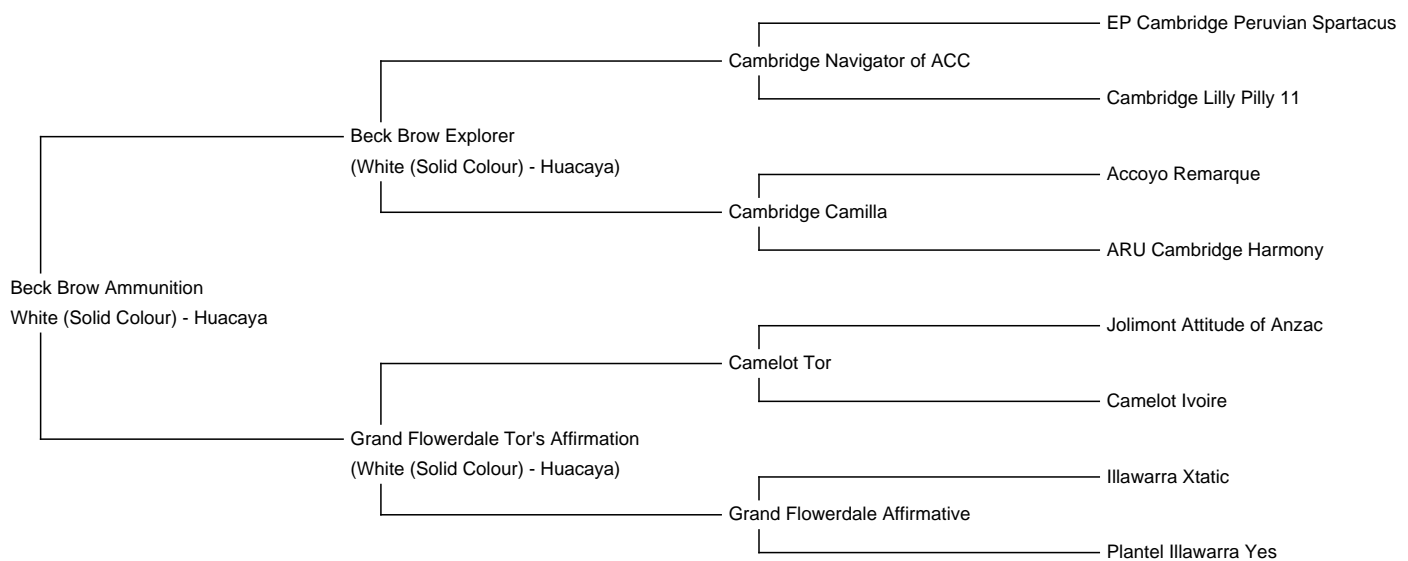 EP Cambridge Peruvian Spartacus
Cambridge Navigator of ACC
Cambridge Lilly Pilly 11
Beck Brow Explorer
(White (Solid Colour) - Huacaya)
Accoyo Remarque
Cambridge Camilla
ARU Cambridge Harmony
Beck Brow Ammunition
White (Solid Colour) - Huacaya
Jolimont Attitude of Anzac
Camelot Tor
Camelot Ivoire
Grand Flowerdale Tor's Affirmation
(White (Solid Colour) - Huacaya)
Illawarra Xtatic
Grand Flowerdale Affirmative
Plantel Illawarra Yes